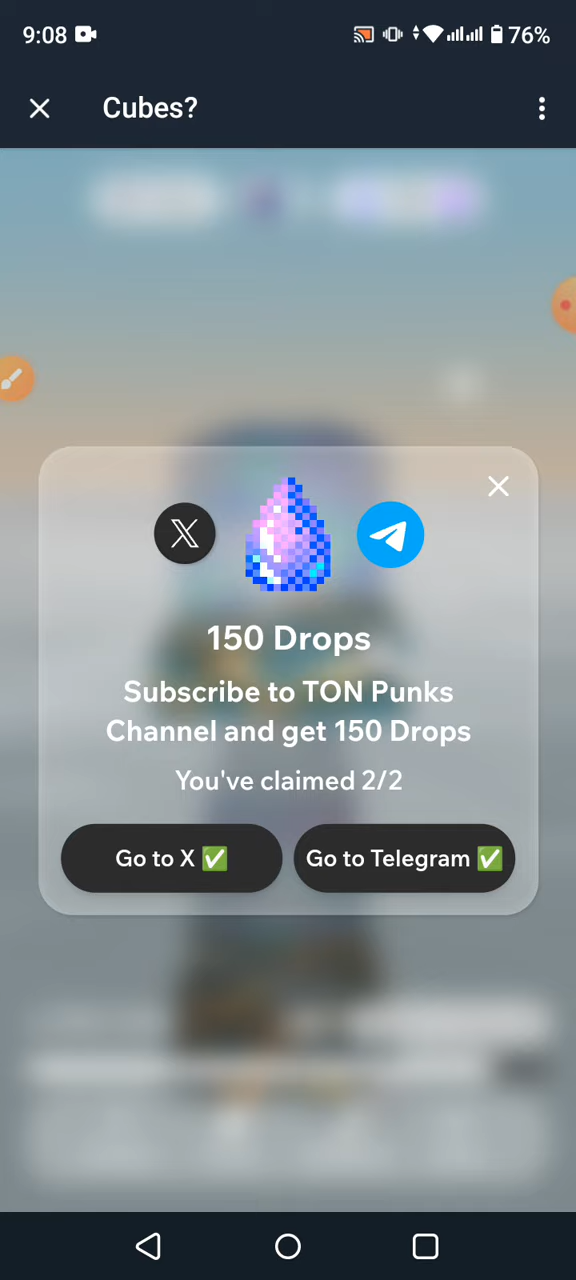 9:08 76%
Cubes?
150 Drops
Subscribe to TON Punks
Channel and get 150 Drops
You've claimed 2/2
Go to X ✅ Go to Telegram ✅